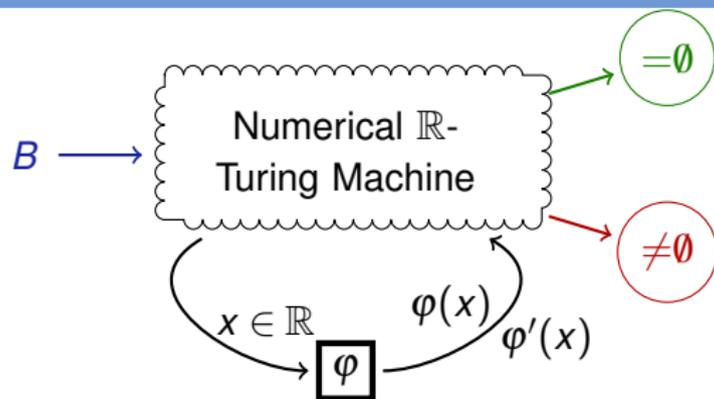 =∅
Numerical ℝ-
B
Turing Machine
≠∅
x ∈ ℝ
φ(x)
φ′(x)
φ